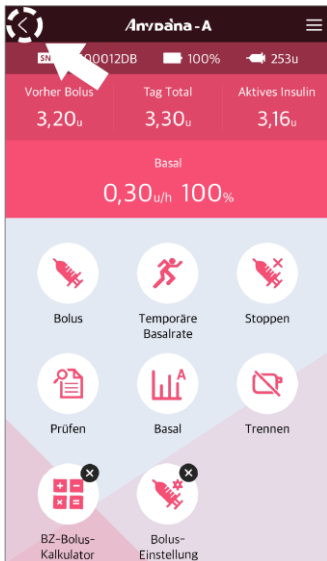 AnyDana-A
SN 00012DB 100% 253u
Vorher Bolus Tag Total Aktives Insulin
3,20u 3,30u 3,16u
Basal
0,30u/h 100%
Bolus Temporäre Basalrate Stoppen
Prüfen Basal Trennen
A
BZ-Bolus-
Kalkulator
Bolus-
Einstellung